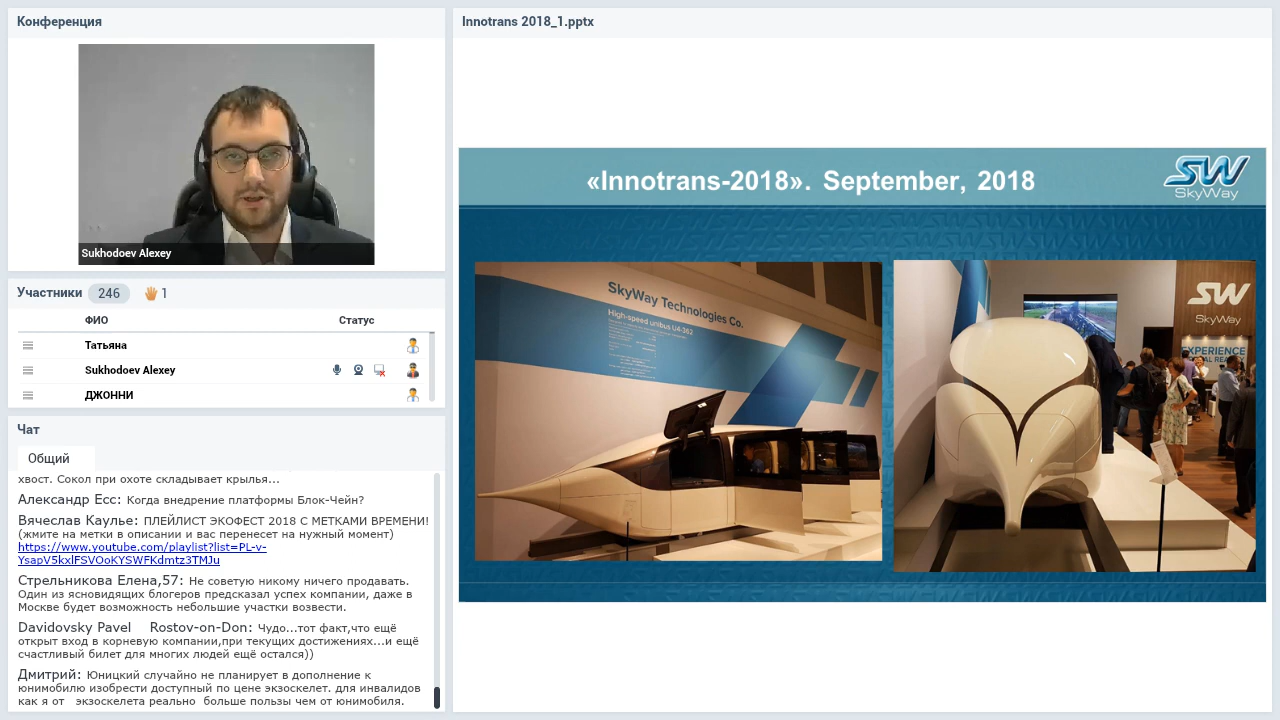 Конференция
Sukhodoev Alexey
Участники 246 1
ФИО Статус
Татьяна
Sukhodoev Alexey
ДЖОННИ
Чат
Общий
хвост. Сокол при охоте складывает крылья...
Александр Есс: Когда внедрение платформы Блок-Чейн?
Вячеслав Каулье: ПЛЕЙЛИСТ ЭКОФЕСТ 2018 С МЕТКАМИ ВРЕМЕНИ!
(жмите на метки в описании и вас перенесет на нужный момент)
https://www.youtube.com/playlist?list=PL-v-
YsapV5kxlFSVOoKYSWFKdmtz3TMJu
Стрельникова Елена,57: Не советую никому ничего продавать.
Один из ясновидящих блогеров предсказал успех компании, даже в
Москве будет возможность небольшие участки возвести.
Davidovsky Pavel Rostov-on-Don: Чудо...тот факт,что ещё
открыт вход в корневую компании,при текущих достижениях...и ещё
счастливый билет для многих людей ещё остался))
Дмитрий: Юницкий случайно не планирует в дополнение к
юнимобилю изобрести доступный по цене экзоскелет. для инвалидов
как я от экзоскелета реально больше пользы чем от юнимобиля.
Innotrans 2018_1.pptx
«Innotrans-2018». September, 2018
SW
SkyWay
SkyWay Technologies Co.
High-speed unibus U4-362
SW
SkyWay
EXPERIENCE